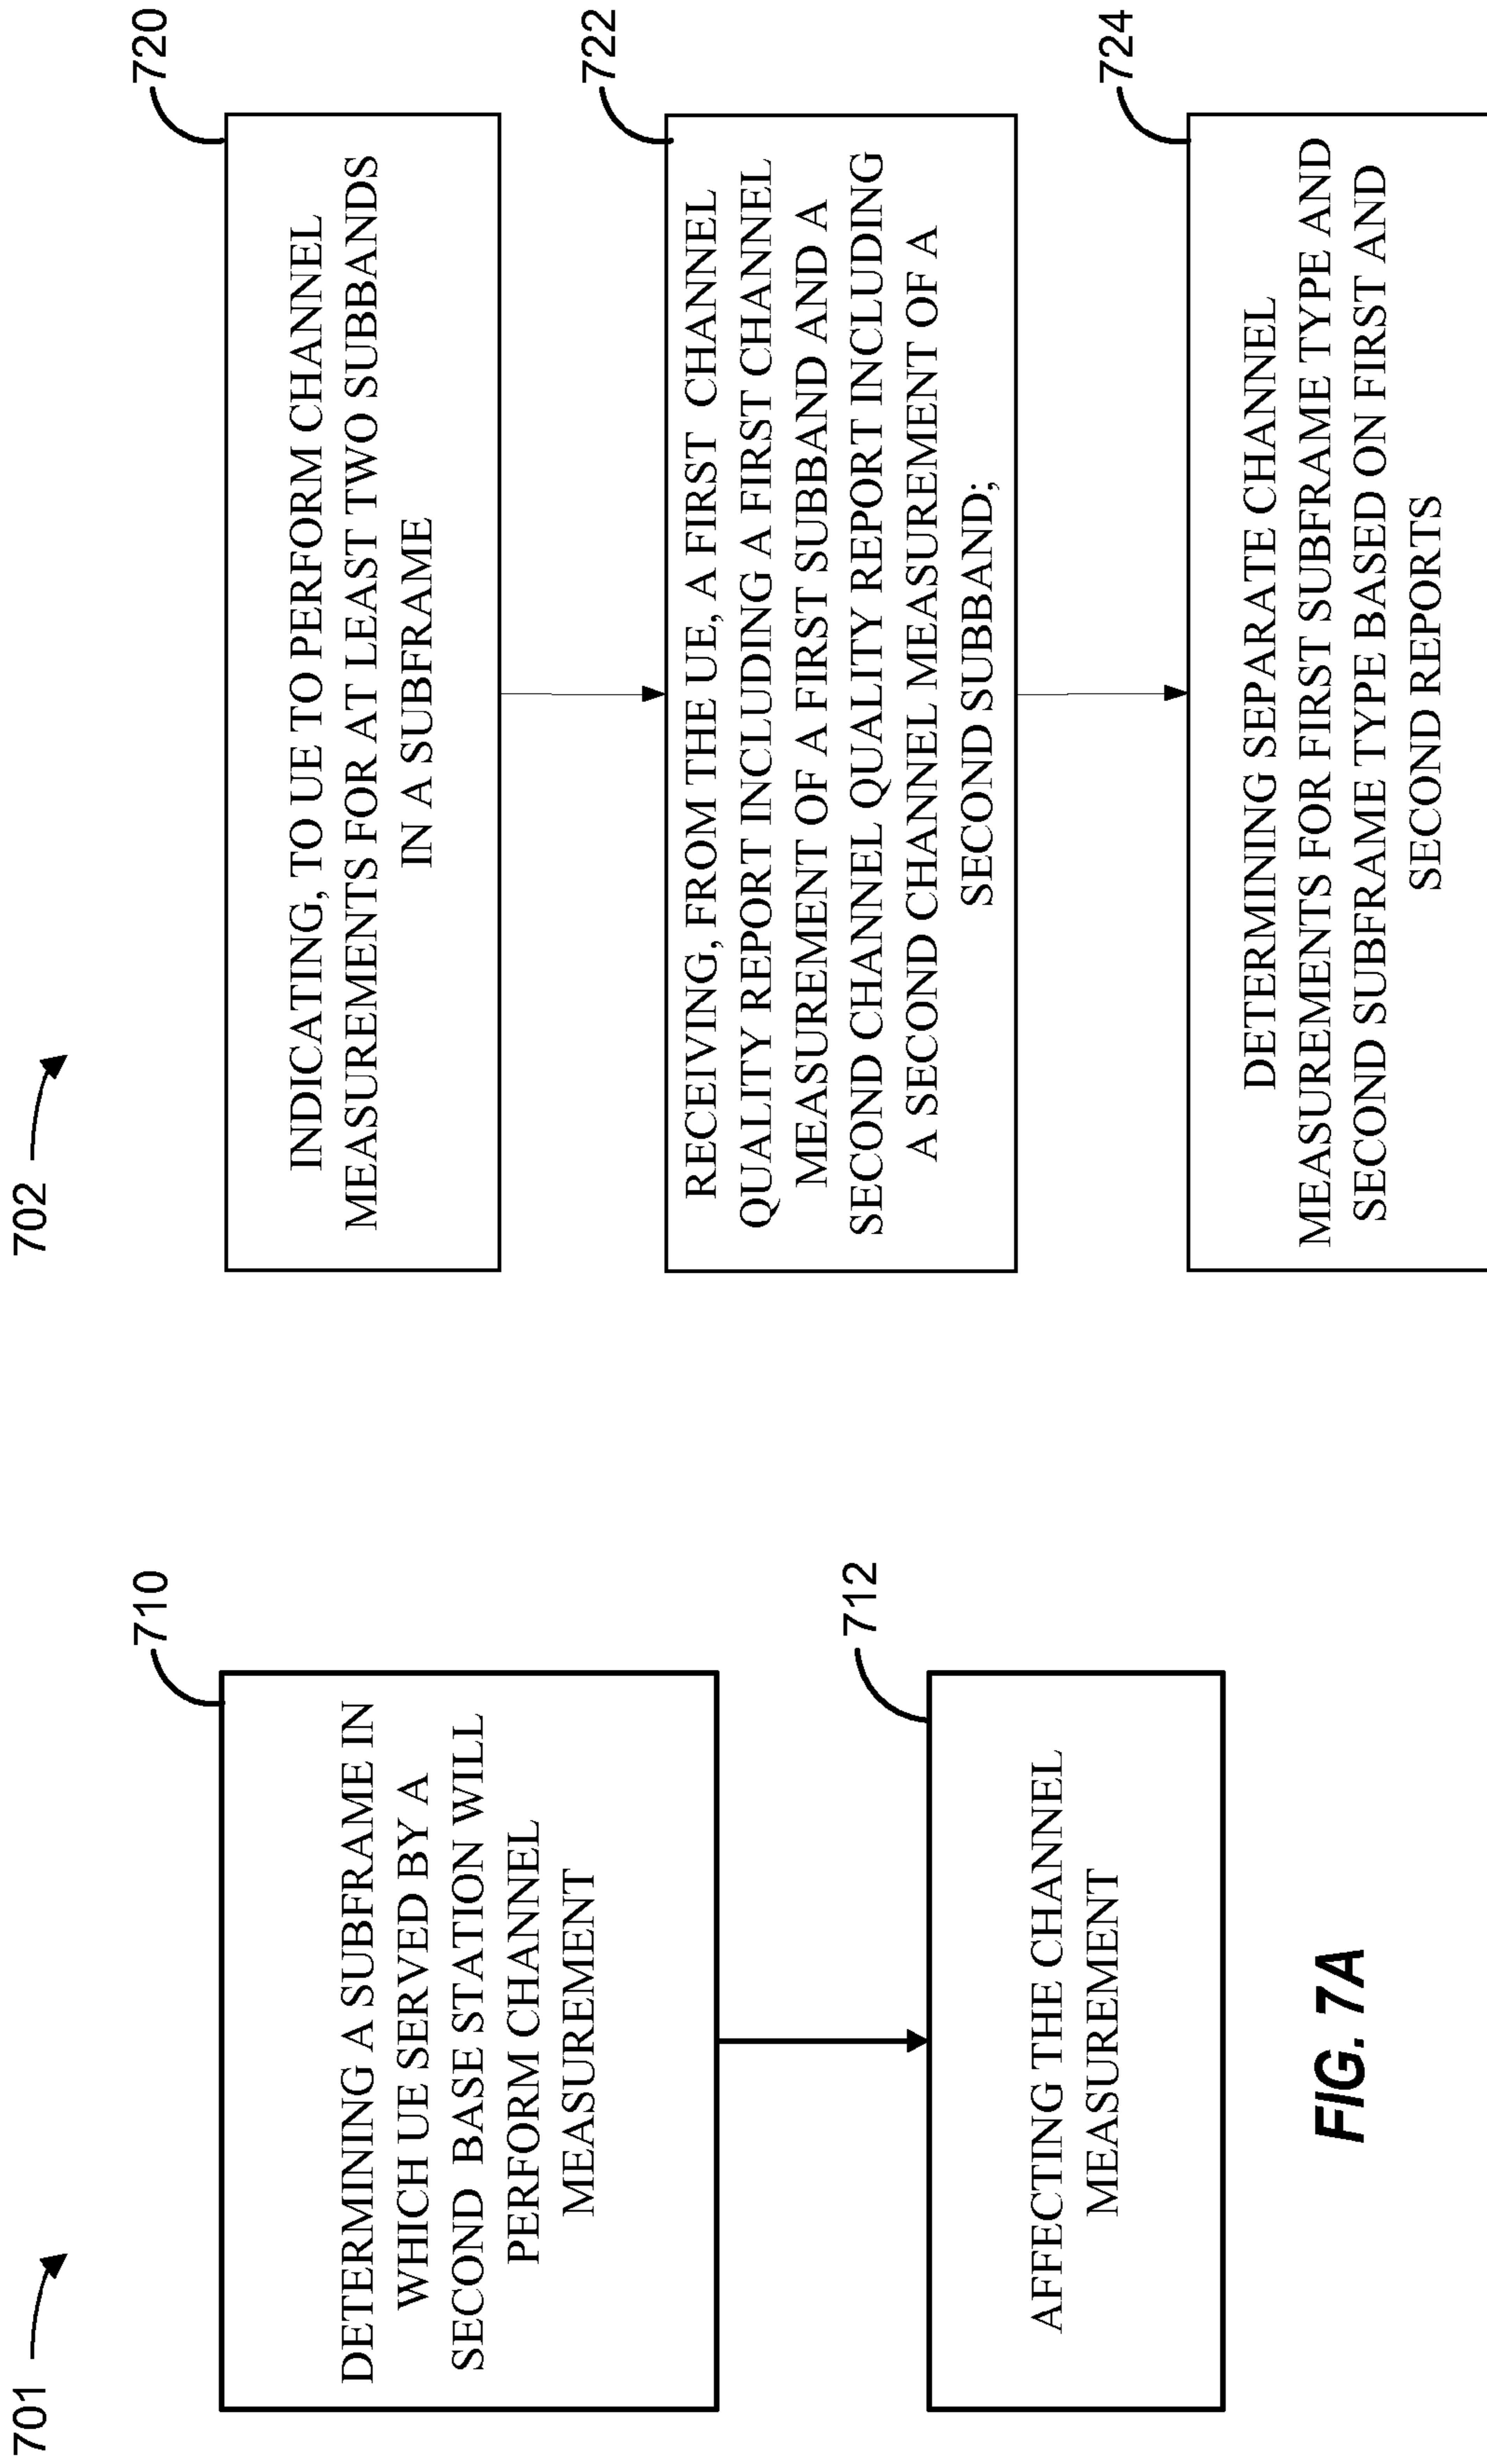 701
710
DETERMINING A SUBFRAME IN
WHICH UE SERVED BY A
SECOND BASE STATION WILL
PERFORM CHANNEL
MEASUREMENT
712
AFFECTING THE CHANNEL
MEASUREMENT
FIG. 7A
702
720
INDICATING, TO UE TO PERFORM CHANNEL
MEASUREMENTS FOR AT LEAST TWO SUBBANDS
IN A SUBFRAME
722
RECEIVING, FROM THE UE, A FIRST CHANNEL
QUALITY REPORT INCLUDING A FIRST CHANNEL
MEASUREMENT OF A FIRST SUBBAND AND A
SECOND CHANNEL QUALITY REPORT INCLUDING
A SECOND CHANNEL MEASUREMENT OF A
SECOND SUBBAND;
724
DETERMINING SEPARATE CHANNEL
MEASUREMENTS FOR FIRST SUBFRAME TYPE AND
SECOND SUBFRAME TYPE BASED ON FIRST AND
SECOND REPORTS